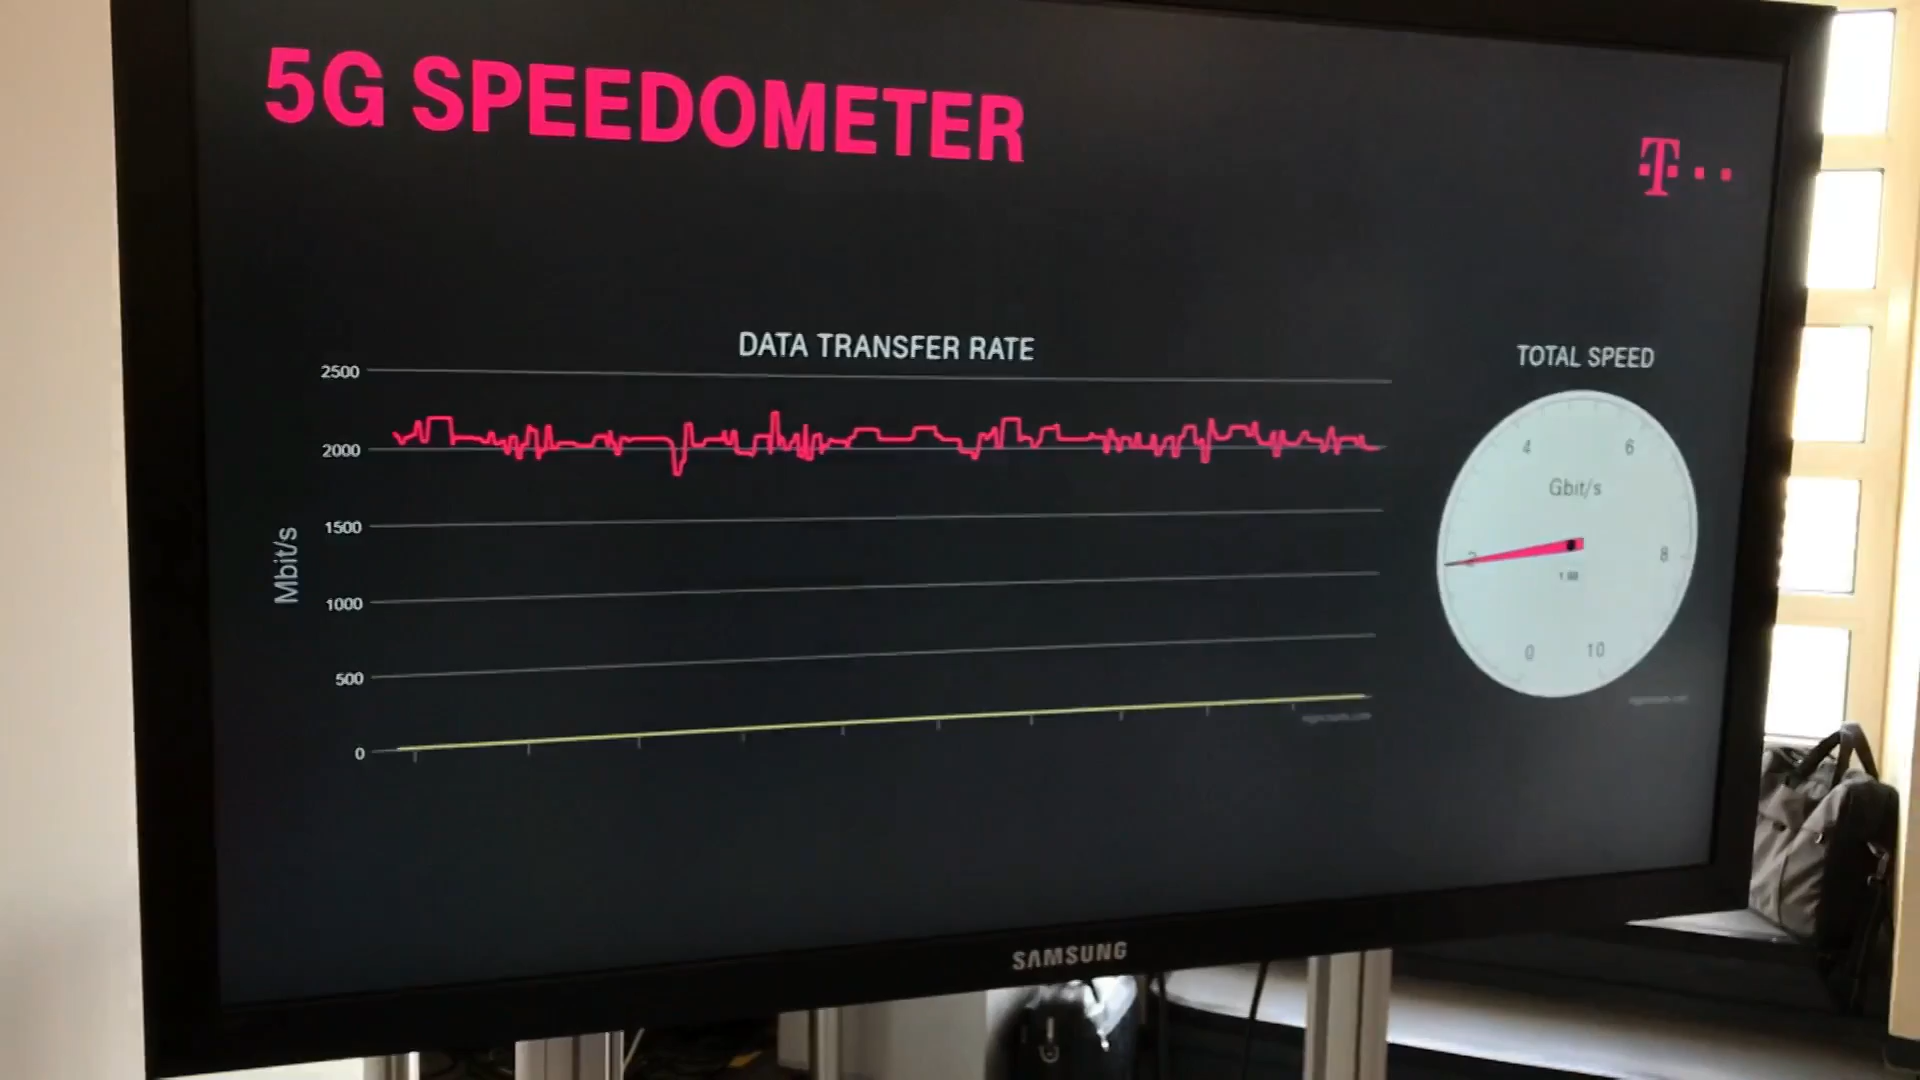 5G SPEEDOMETER
T
DATA TRANSFER RATE
2500
2000
1500
1000
500
0
Mbit/s
TOTAL SPEED
4
6
Gbit/s
2
8
0
10
SAMSUNG